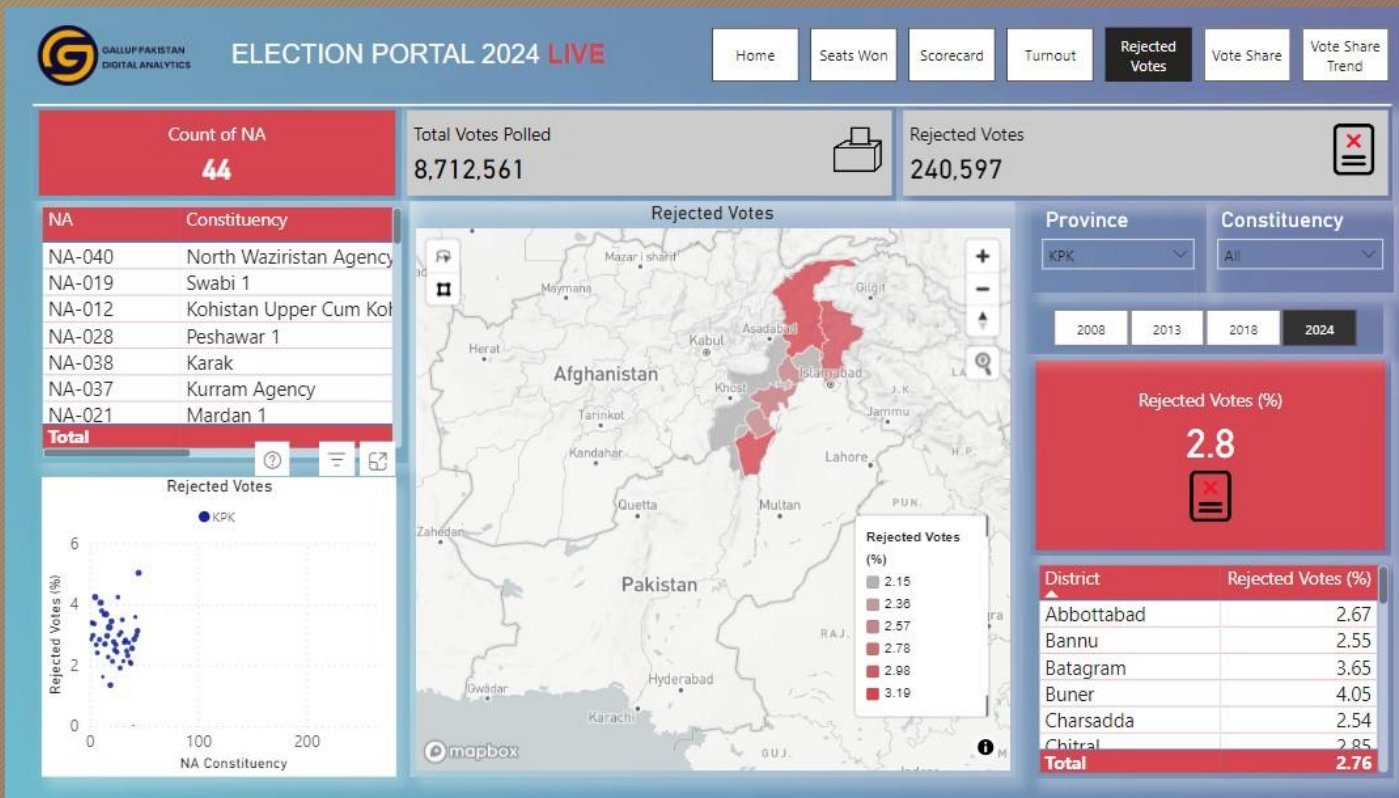 GALLUP PAKISTAN
DIGITAL ANALYTICS
ELECTION PORTAL 2024 LIVE
Home
Seats Won
Scorecard
Turnout
Rejected
Votes
Vote Share
Vote Share
Trend
Count of NA
44
Total Votes Polled
8,712,561
Rejected Votes
240,597
NA Constituency
NA-040 North Waziristan Agency
NA-019 Swabi 1
NA-012 Kohistan Upper Cum Koh
NA-028 Peshawar 1
NA-038 Karak
NA-037 Kurram Agency
NA-021 Mardan 1
Total
Rejected Votes
KPK
6
4
2
0
0 100 200
Rejected Votes (%)
NA Constituency
Rejected Votes
Mazar i sharif
Maymana
Gilgit
Asadabad
Kabul
Herat
Afghanistan
Khost
Islamabad
LA
J.K.
Tarinkot
Jammu
Kandahar
Lahore
H.P.
Quetta
Multan
PUN.
Zahedan
Pakistan
RAJ.
Hyderabad
Gwadar
Karachi
GUJ.
M
mapbox
Rejected Votes
(%)
2.15
2.36
2.57
2.78
2.98
3.19
Province
KPK
Constituency
All
2008
2013
2018
2024
Rejected Votes (%)
2.8
District Rejected Votes (%)
Abbottabad 2.67
Bannu 2.55
Batagram 3.65
Buner 4.05
Charsadda 2.54
Chitral 2.85
Total 2.76